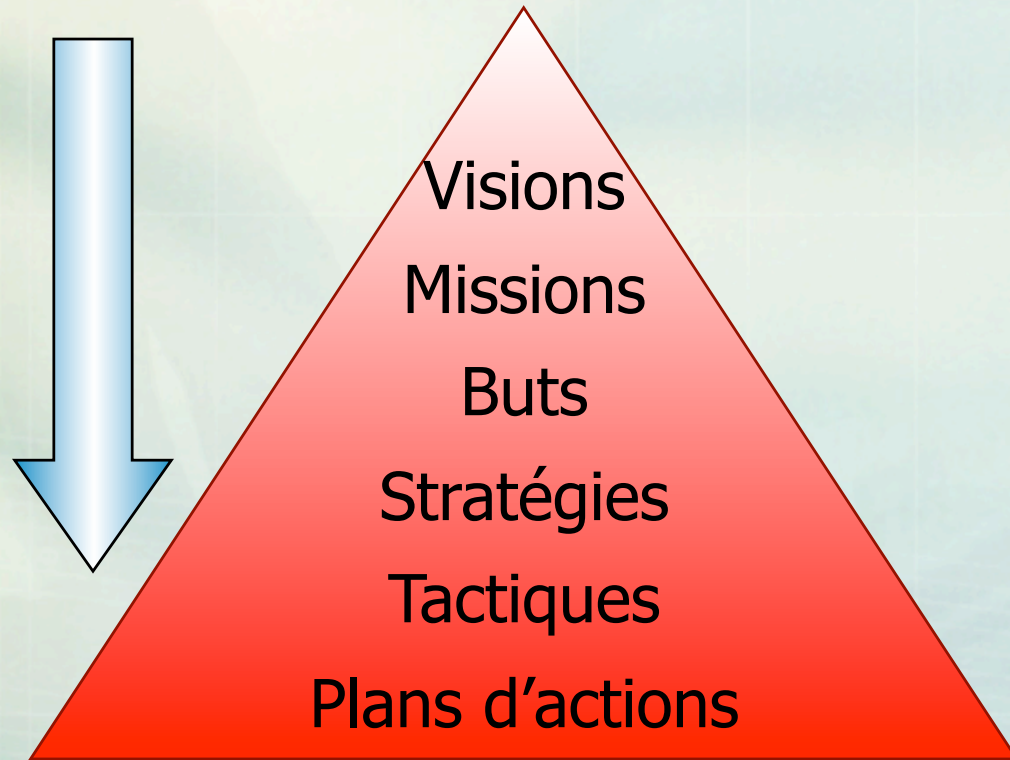 Visions
Missions
Buts
Stratégies
Tactiques
Plans d’actions